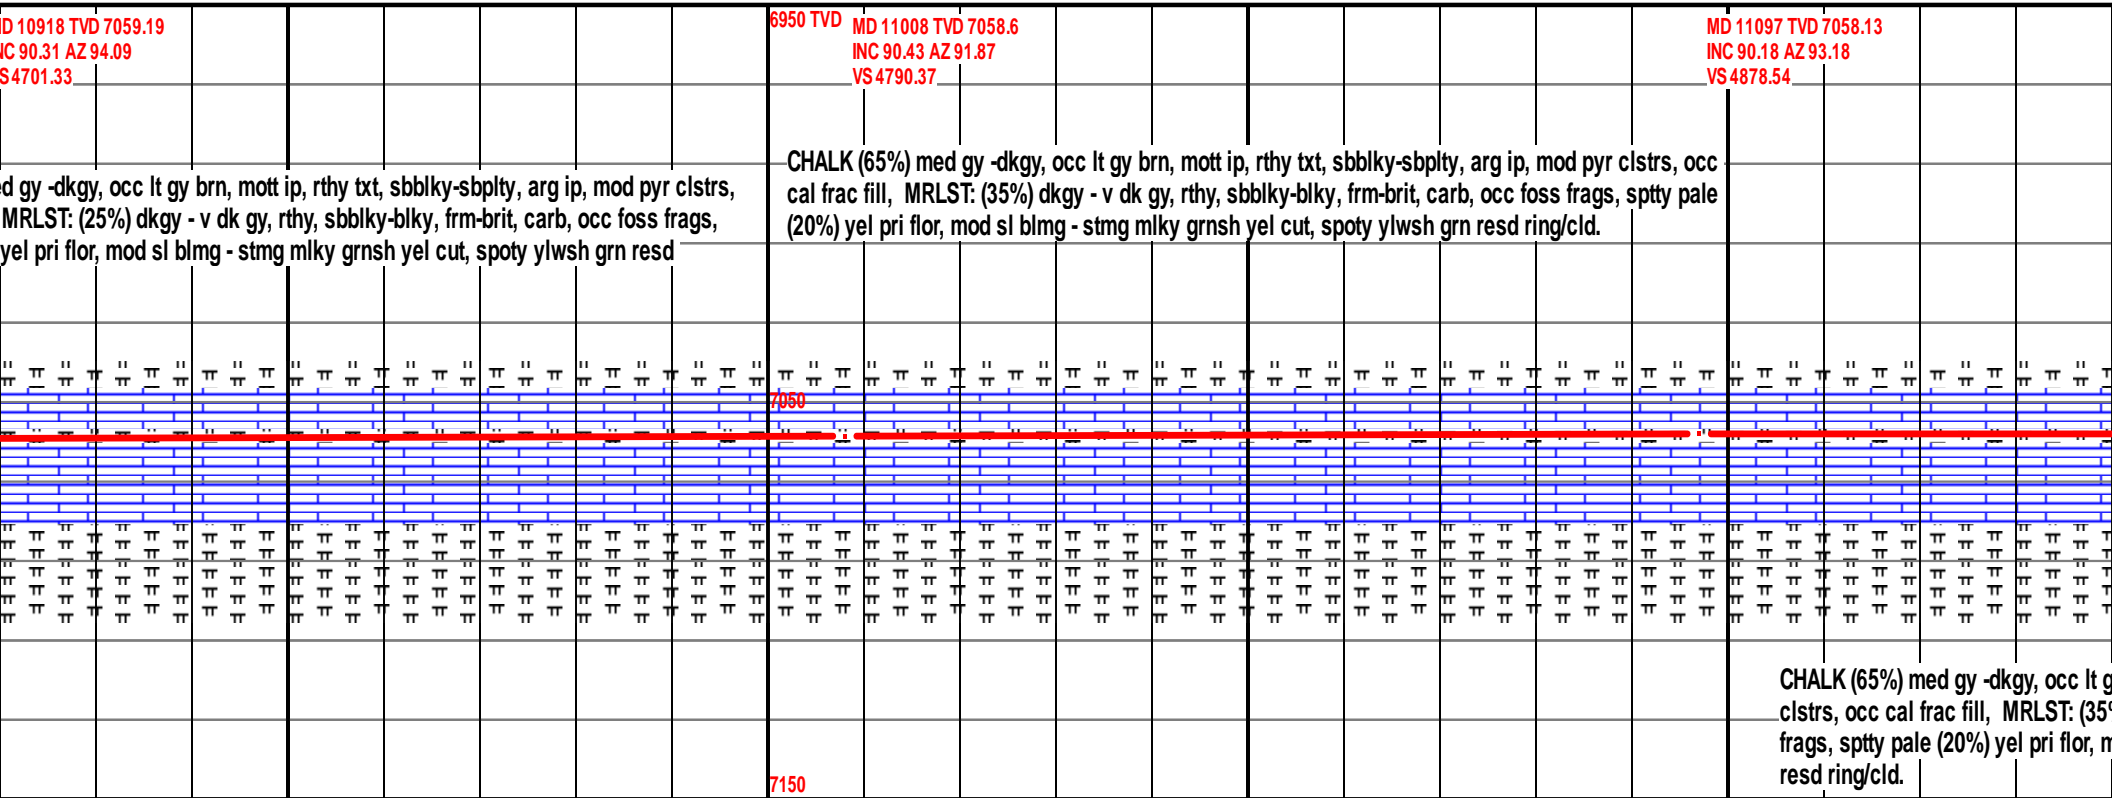 D 10918 TVD 7059.19
NC 90.31 AZ 94.09
S 4701.33
6950 TVD
MD 11008 TVD 7058.6
INC 90.43 AZ 91.87
VS 4790.37
MD 11097 TVD 7058.13
INC 90.18 AZ 93.18
VS 4878.54
d gy -dkgy, occ lt gy brn, mott ip, rthy txt, sbblky-sbplty, arg ip, mod pyr clstrs,
MRLST: (25%) dkgy - v dk gy, rthy, sbblky-blky, frm-brit, carb, occ foss frags,
yel pri flor, mod sl blmg - stmg mlky grnsh yel cut, spoty ylwsh grn resd
CHALK (65%) med gy -dkgy, occ lt gy brn, mott ip, rthy txt, sbblky-sbplty, arg ip, mod pyr clstrs, occ
cal frac fill, MRLST: (35%) dkgy - v dk gy, rthy, sbblky-blky, frm-brit, carb, occ foss frags, sptty pale
(20%) yel pri flor, mod sl blmg - stmg mlky grnsh yel cut, spoty ylwsh grn resd ring/cld.
7050
7150
CHALK (65%) med gy -dkgy, occ lt g
clstrs, occ cal frac fill, MRLST: (35%
frags, sptty pale (20%) yel pri flor, m
resd ring/cld.